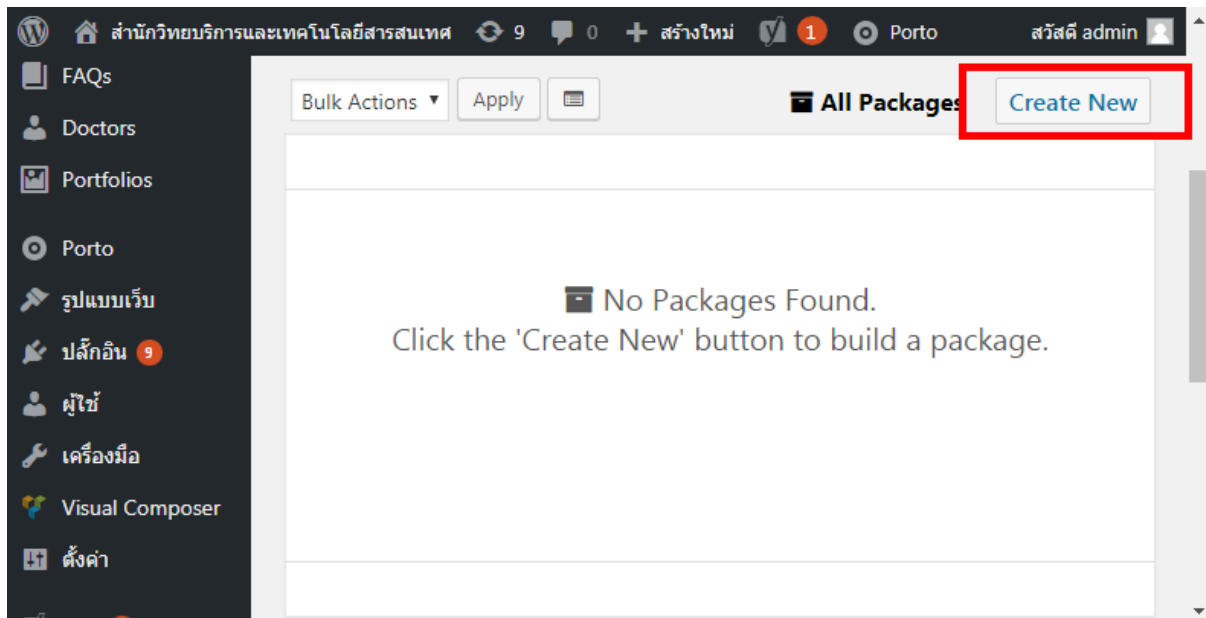 สำนักวิทยบริการและเทคโนโลยีสารสนเทศ 9 0 + สร้างใหม่ 1 Porto สวัสดี admin
FAQs
Doctors
Portfolios
Porto
รูปแบบเว็บ
ปลั๊กอิน 9
ผู้ใช้
เครื่องมือ
Visual Composer
ตั้งค่า
Bulk Actions Apply All Packages Create New
No Packages Found.
Click the 'Create New' button to build a package.